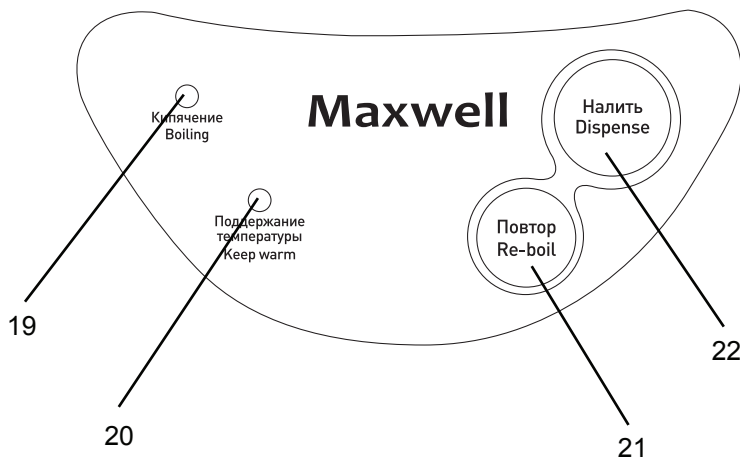 Кипячение
Boiling
Maxwell
Налить
Dispense
Поддержание
температуры
Keep warm
Повтор
Re-boil
19
20
21
22